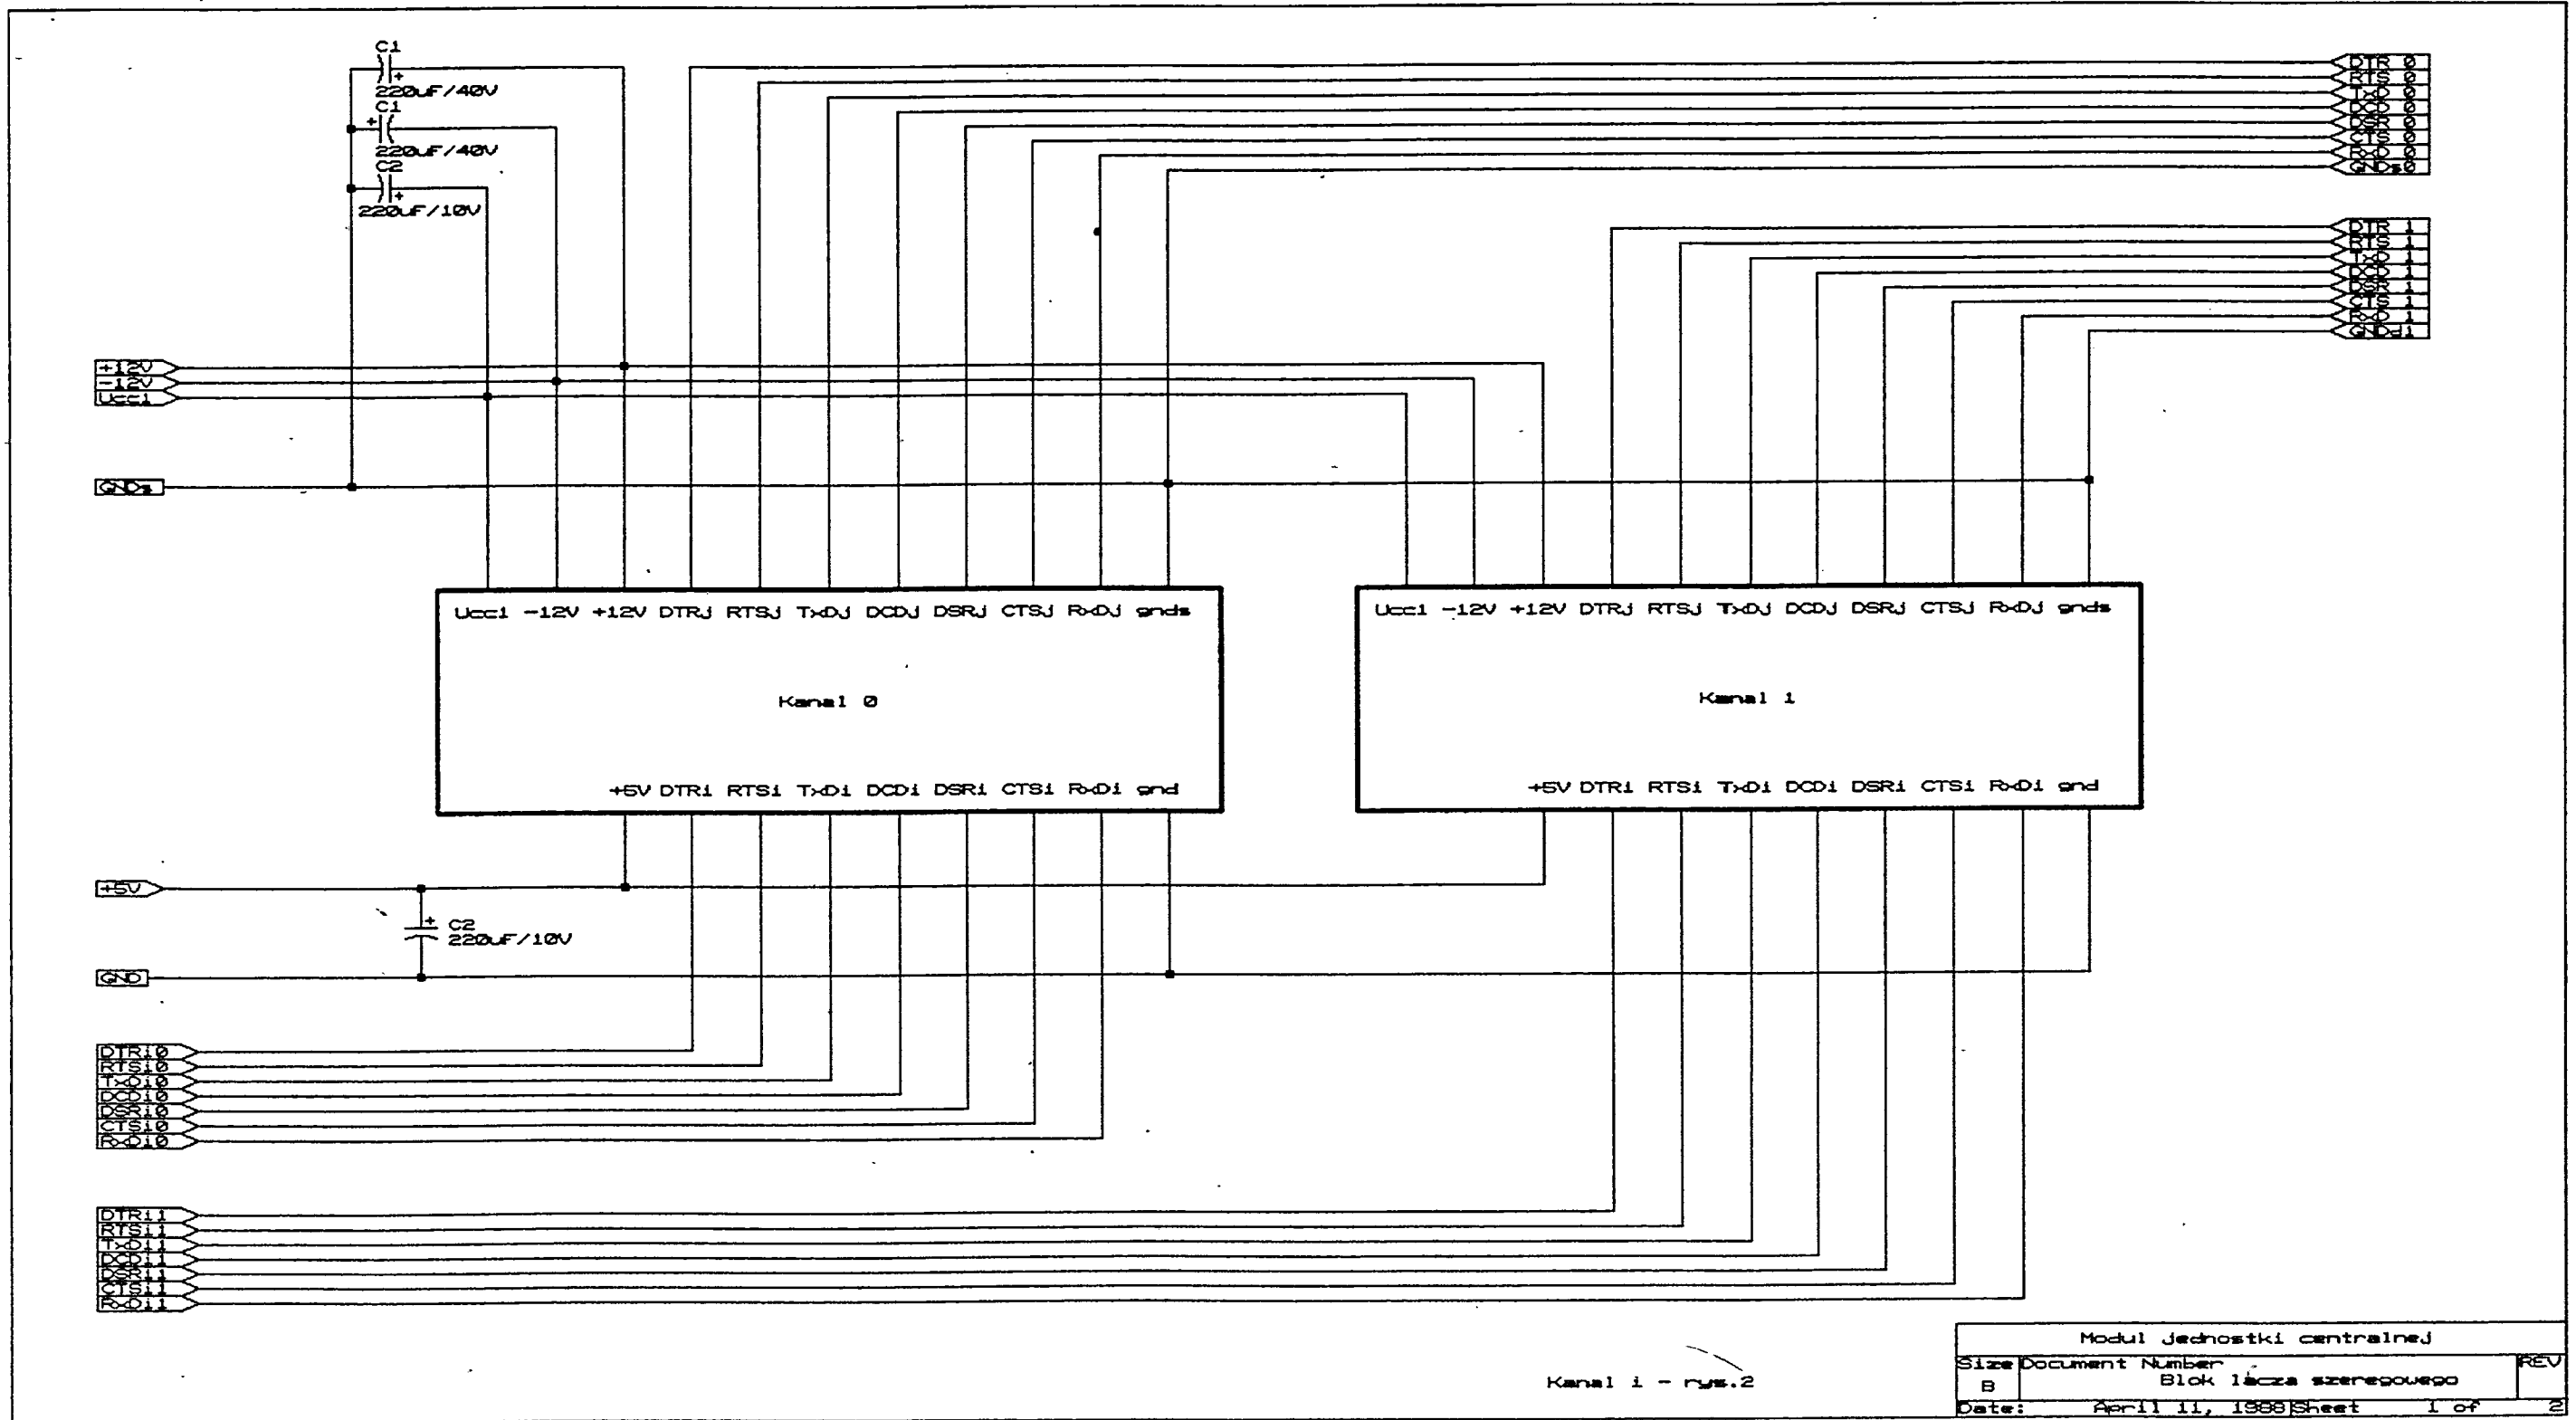 C1
220uF/40V
C1
220uF/40V
C2
220uF/10V
DTR 0
RTS 0
TxD 0
DCD 0
DSR 0
CTS 0
RxD 0
GNDs0
DTR 1
RTS 1
TxD 1
DCD 1
DSR 1
CTS 1
RxD 1
+12V
-12V
Ucc1
GNDs
Ucc1 -12V +12V DTRj RTSj TxDj DCDj DSRj CTSj RxDj gnds
Kanal 0
+5V DTRi RTSi TxDi DCDi DSRi CTSi RxDi gnd
Ucc1 -12V +12V DTRj RTSj TxDj DCDj DSRj CTSj RxDj gnds
Kanal 1
+5V DTRi RTSi TxDi DCDi DSRi CTSi RxDi gnd
+5V
C2
220uF/10V
GND
DTRi0
RTSi0
TxDi0
DCDi0
DSRi0
CTSi0
RxDi0
DTRi1
RTSi1
TxDi1
DCDi1
DSRi1
CTSi1
RxDi1
Kanal i - rys.2
Modul jednostki centralnej
Size Document Number REV
B Blok lacza szeregowego
Date: April 11, 1988 Sheet 1 of 2